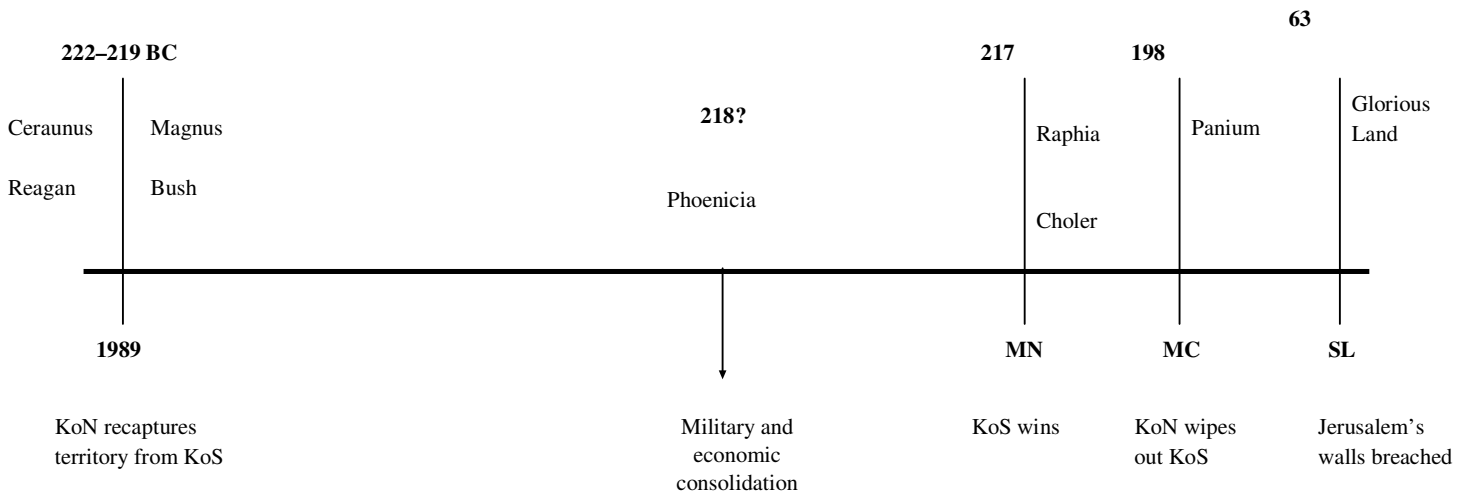 63
222–219 BC
217
198
Ceraunus
Magnus
218?
Raphia
Panium
Glorious
Land
Reagan
Bush
Phoenicia
Choler
1989
MN
MC
SL
KoN recaptures
territory from KoS
Military and
economic
consolidation
KoS wins
KoN wipes
out KoS
Jerusalem’s
walls breached